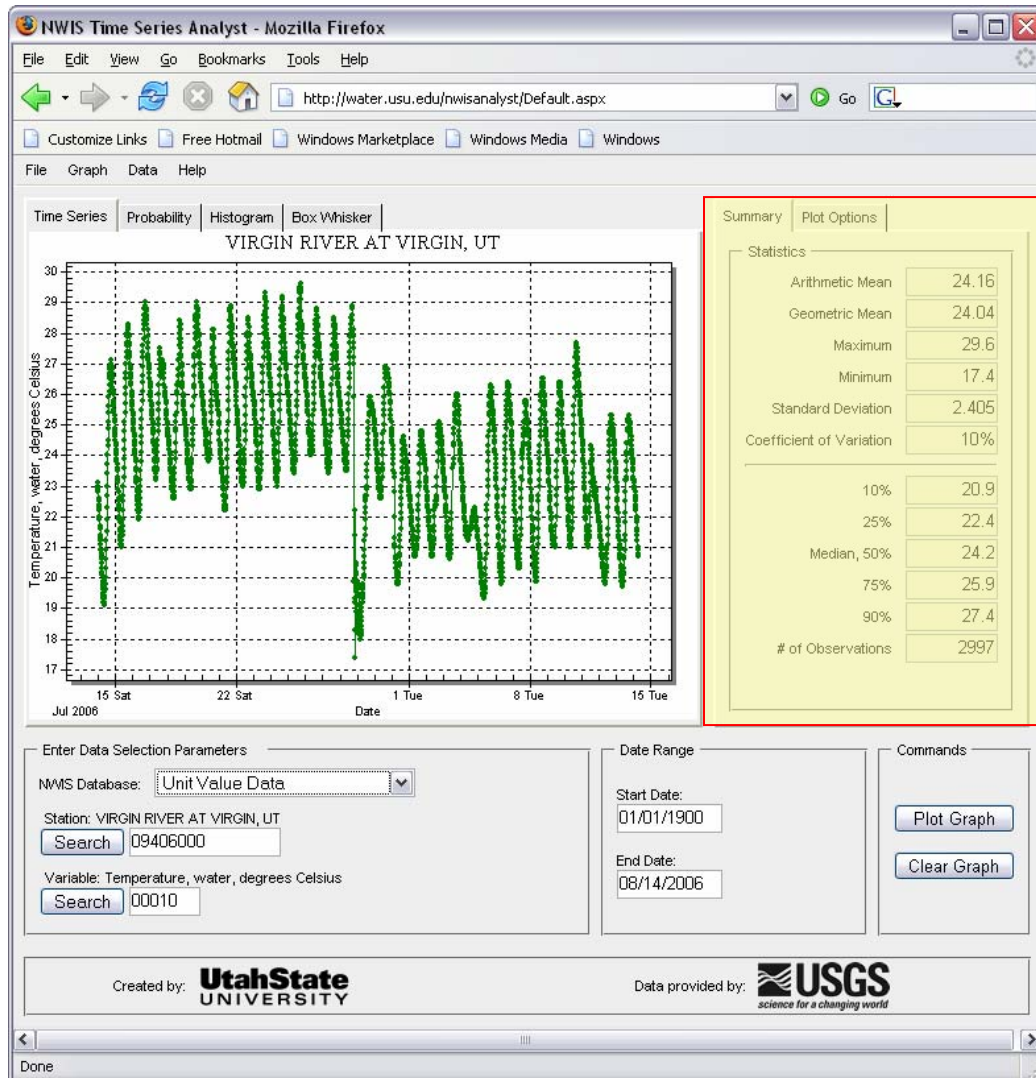 NWIS Time Series Analyst - Mozilla Firefox
File Edit View Go Bookmarks Tools Help
http://water.usu.edu/nwisanalyst/Default.aspx
Go
G
Customize Links Free Hotmail Windows Marketplace Windows Media Windows
File Graph Data Help
Time Series Probability Histogram Box Whisker
VIRGIN RIVER AT VIRGIN, UT
Temperature, water, degrees Celsius
30
29
28
27
26
25
24
23
22
21
20
19
18
17
15 Sat 22 Sat 1 Tue 8 Tue 15 Tue
Jul 2006
Date
Summary Plot Options
Statistics
Arithmetic Mean 24.16
Geometric Mean 24.04
Maximum 29.6
Minimum 17.4
Standard Deviation 2.405
Coefficient of Variation 10%
10% 20.9
25% 22.4
Median, 50% 24.2
75% 25.9
90% 27.4
# of Observations 2997
Enter Data Selection Parameters
NWIS Database: Unit Value Data
Station: VIRGIN RIVER AT VIRGIN, UT
Search 09406000
Variable: Temperature, water, degrees Celsius
Search 00010
Date Range
Start Date:
01/01/1900
End Date:
08/14/2006
Commands
Plot Graph
Clear Graph
Created by: UtahState UNIVERSITY
Data provided by: USGS
science for a changing world
Done